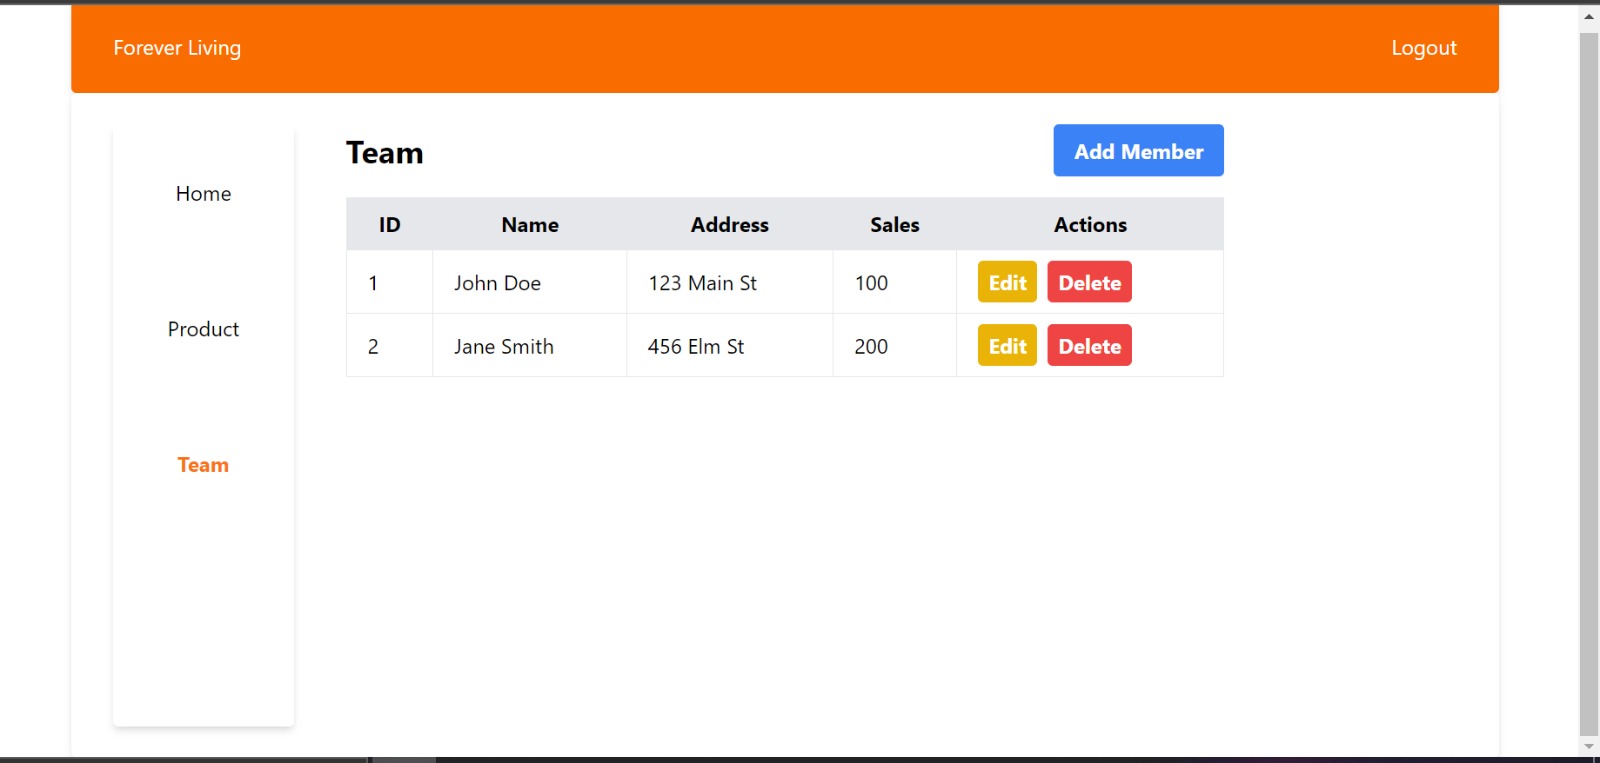 Forever Living Logout
Home
Product
Team
Team Add Member
ID Name Address Sales Actions
1 John Doe 123 Main St 100 Edit Delete
2 Jane Smith 456 Elm St 200 Edit Delete